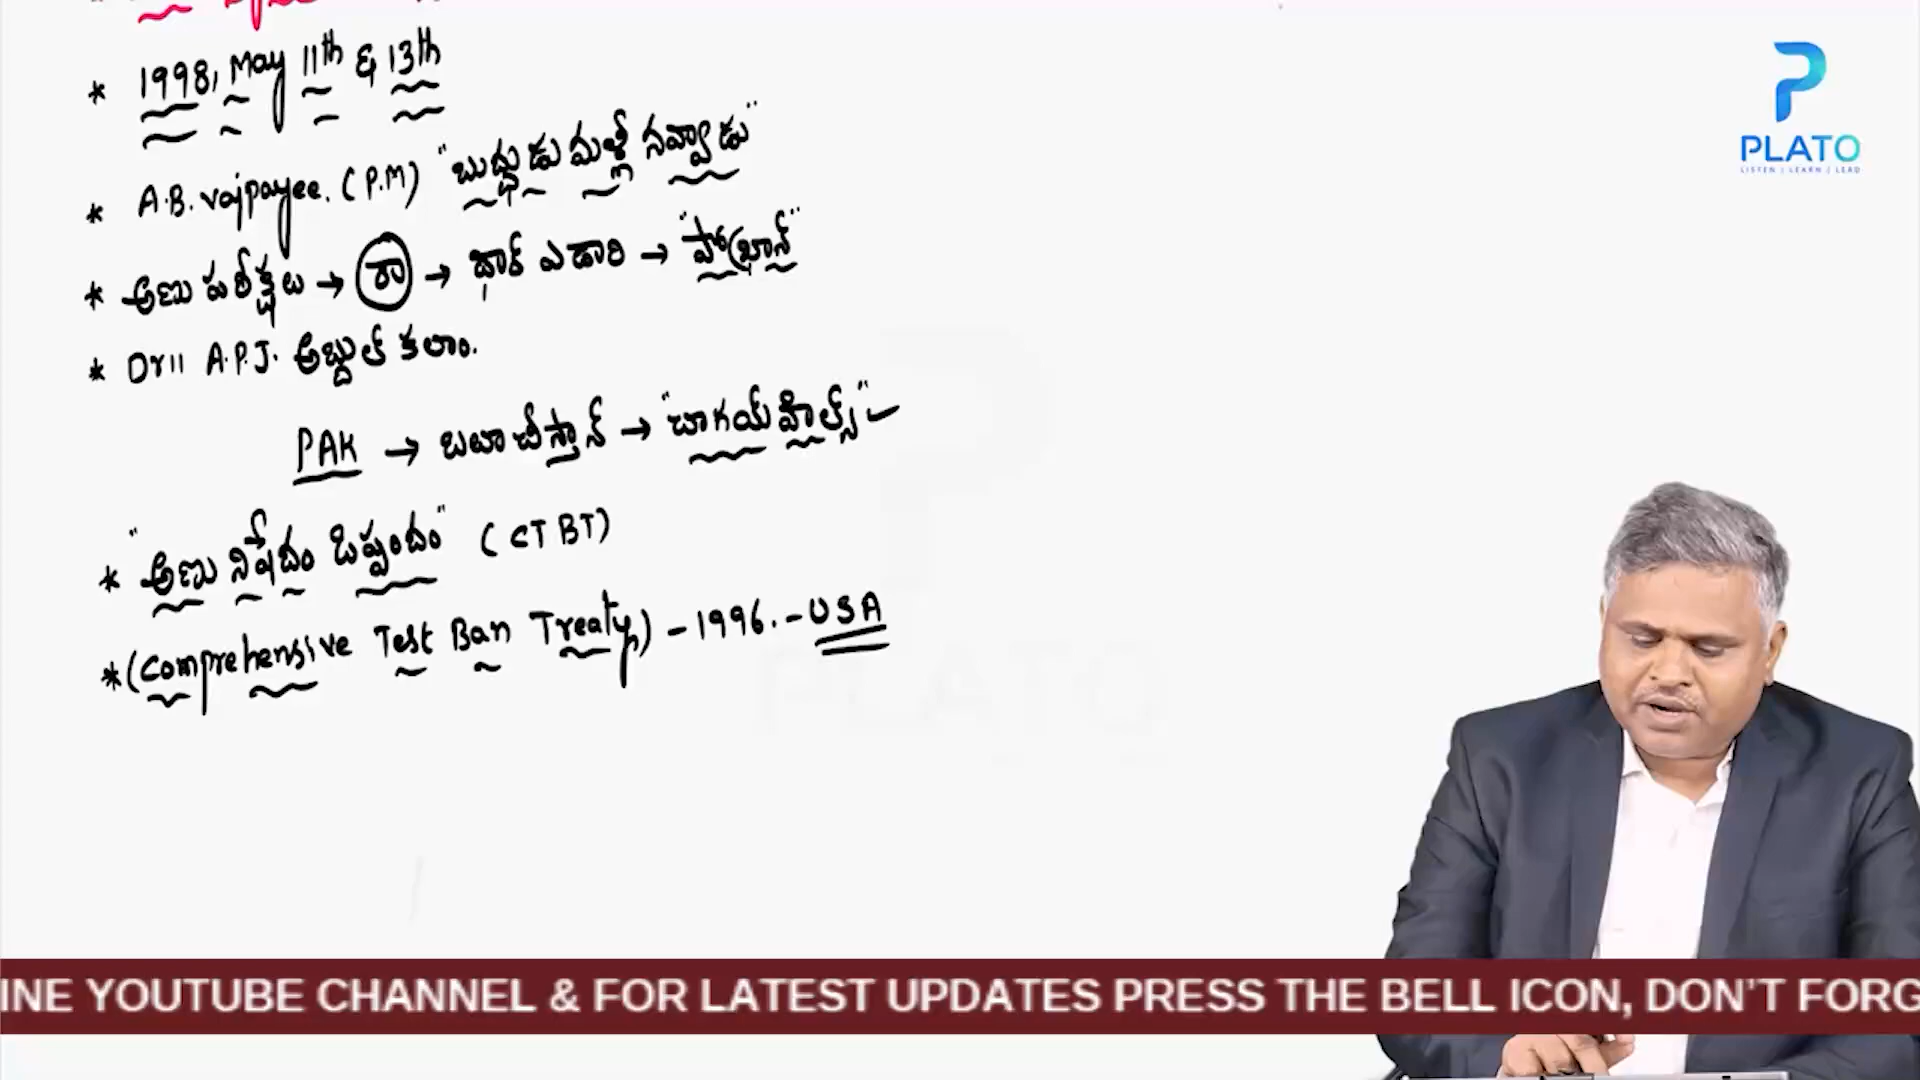 * 1998, May 11th & 13th
* A.B. vajpayee. (P.M) "బుద్ధుడు మళ్లీ నవ్వాడు"
* అణు పరీక్షలు → రా → థార్ ఎడారి → "పోఖ్రాన్"
* Dr|| A.P.J. అబ్దుల్ కలాం.
PAK → బలూచీస్తాన్ → "చాగయ్ హిల్స్"
* "అణు నిషేదం ఒప్పందం" (CTBT)
* (Comprehensive Test Ban Treaty) - 1996. - USA
PLATO
LISTEN | LEARN | LEAD
PLATO
INE YOUTUBE CHANNEL & FOR LATEST UPDATES PRESS THE BELL ICON, DON'T FORG